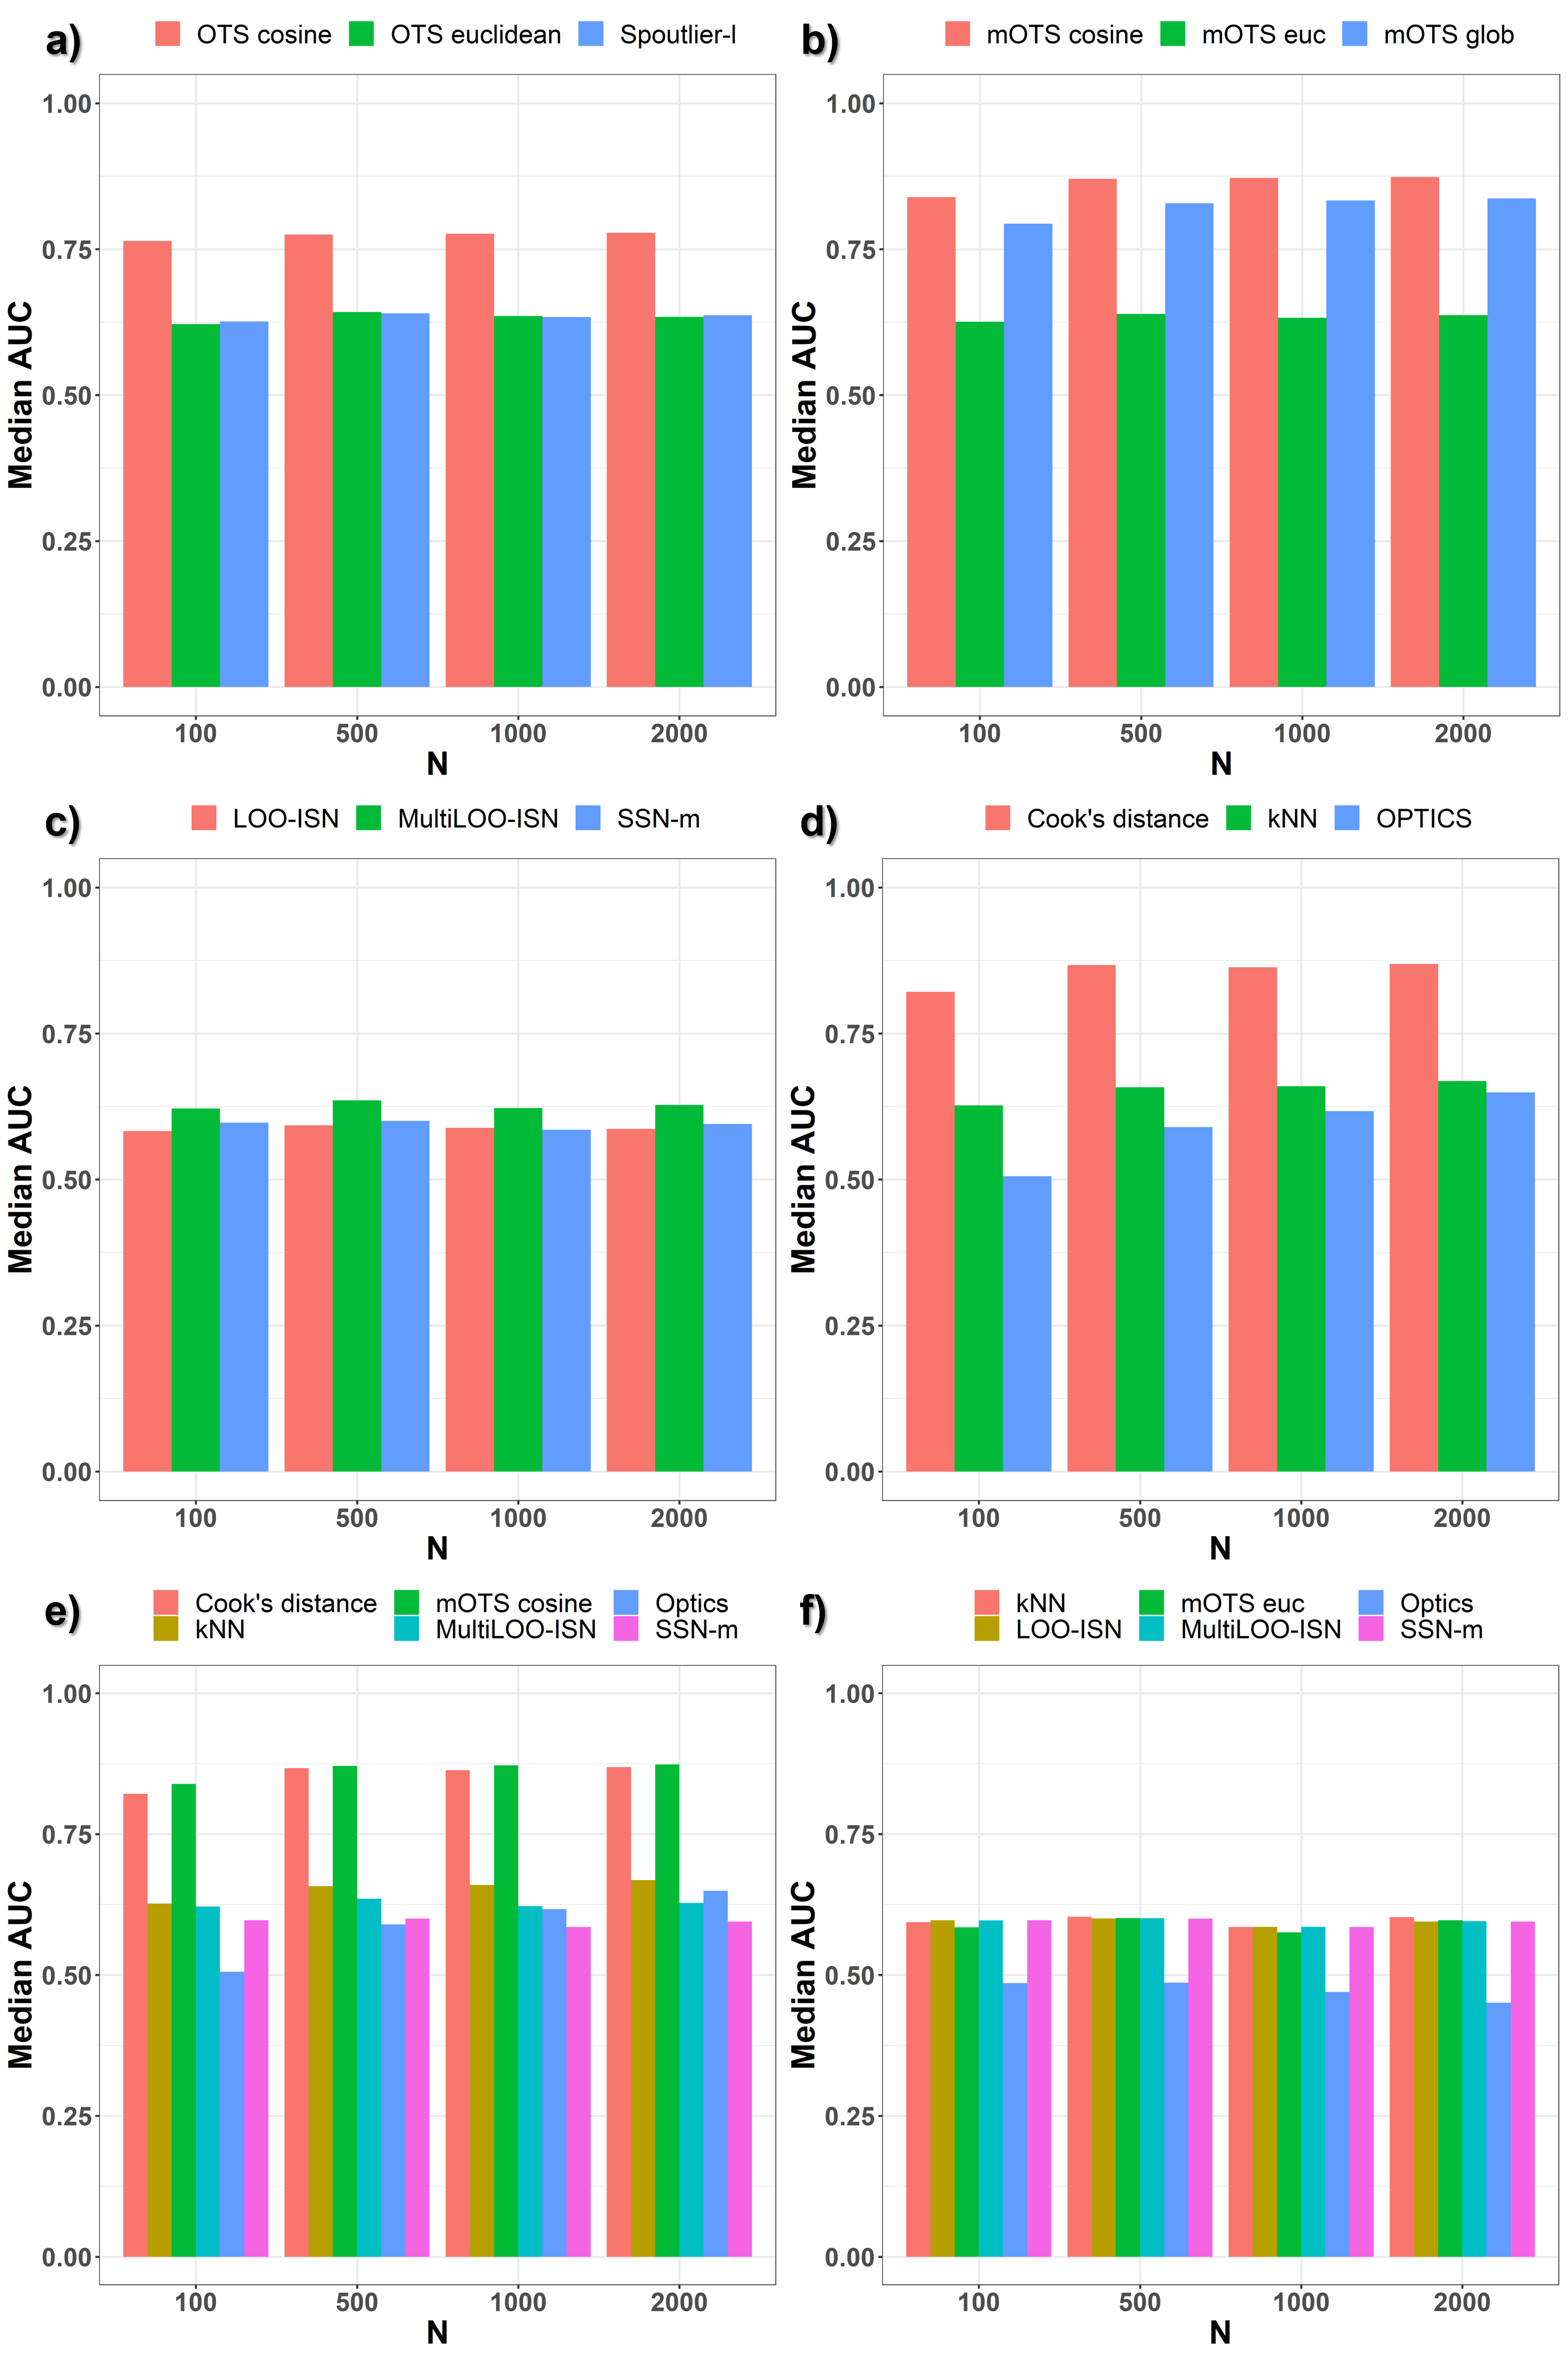 a) OTS cosine OTS euclidean Spoutlier-l
1.00
0.75
0.50
0.25
0.00
Median AUC
100 500 1000 2000
N
b) mOTS cosine mOTS euc mOTS glob
1.00
0.75
0.50
0.25
0.00
Median AUC
100 500 1000 2000
N
c) LOO-ISN MultiLOO-ISN SSN-m
1.00
0.75
0.50
0.25
0.00
Median AUC
100 500 1000 2000
N
d) Cook's distance kNN OPTICS
1.00
0.75
0.50
0.25
0.00
Median AUC
100 500 1000 2000
N
e) Cook's distance mOTS cosine Optics
kNN MultiLOO-ISN SSN-m
1.00
0.75
0.50
0.25
0.00
Median AUC
100 500 1000 2000
N
f) kNN mOTS euc Optics
LOO-ISN MultiLOO-ISN SSN-m
1.00
0.75
0.50
0.25
0.00
Median AUC
100 500 1000 2000
N